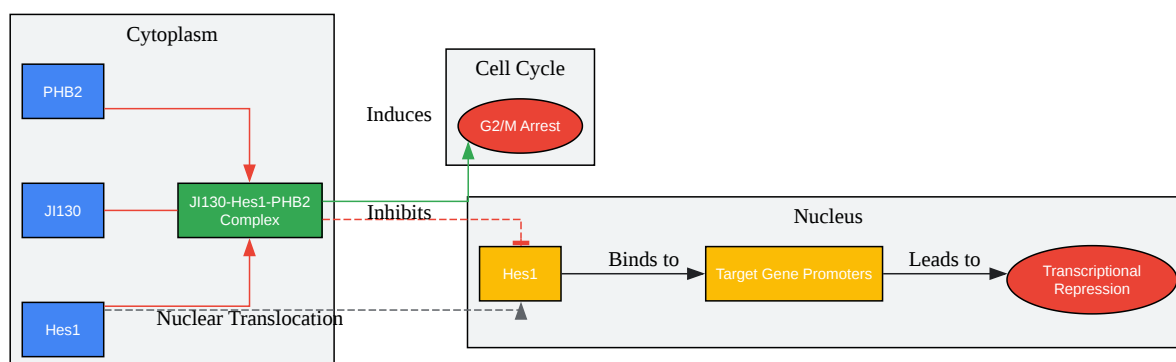 Cytoplasm
PHB2
JI130
Hes1
JI130-Hes1-PHB2
Complex
Nuclear Translocation
Induces
Inhibits
Cell Cycle
G2/M Arrest
Nucleus
Hes1
Binds to
Target Gene Promoters
Leads to
Transcriptional
Repression